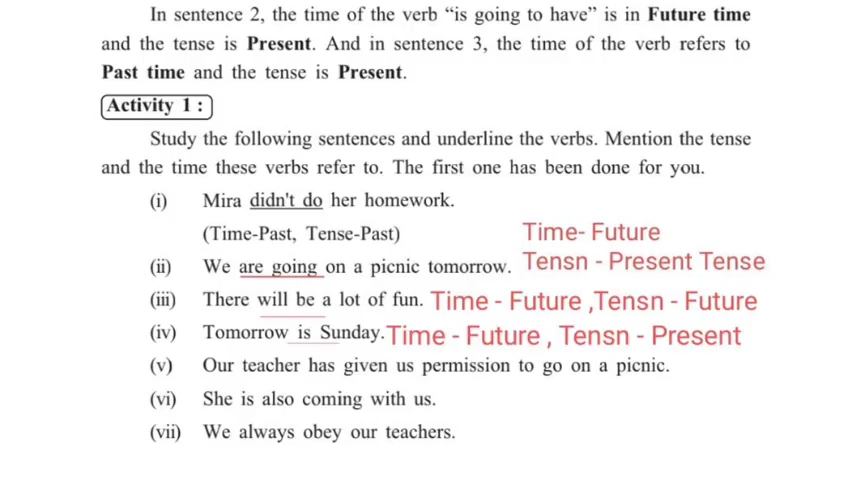 In sentence 2, the time of the verb “is going to have” is in Future time
and the tense is Present. And in sentence 3, the time of the verb refers to
Past time and the tense is Present.
Activity 1 :
Study the following sentences and underline the verbs. Mention the tense
and the time these verbs refer to. The first one has been done for you.
(i) Mira didn't do her homework.
(Time-Past, Tense-Past) Time- Future
(ii) We are going on a picnic tomorrow. Tensn - Present Tense
(iii) There will be a lot of fun. Time - Future ,Tensn - Future
(iv) Tomorrow is Sunday. Time - Future , Tensn - Present
(v) Our teacher has given us permission to go on a picnic.
(vi) She is also coming with us.
(vii) We always obey our teachers.